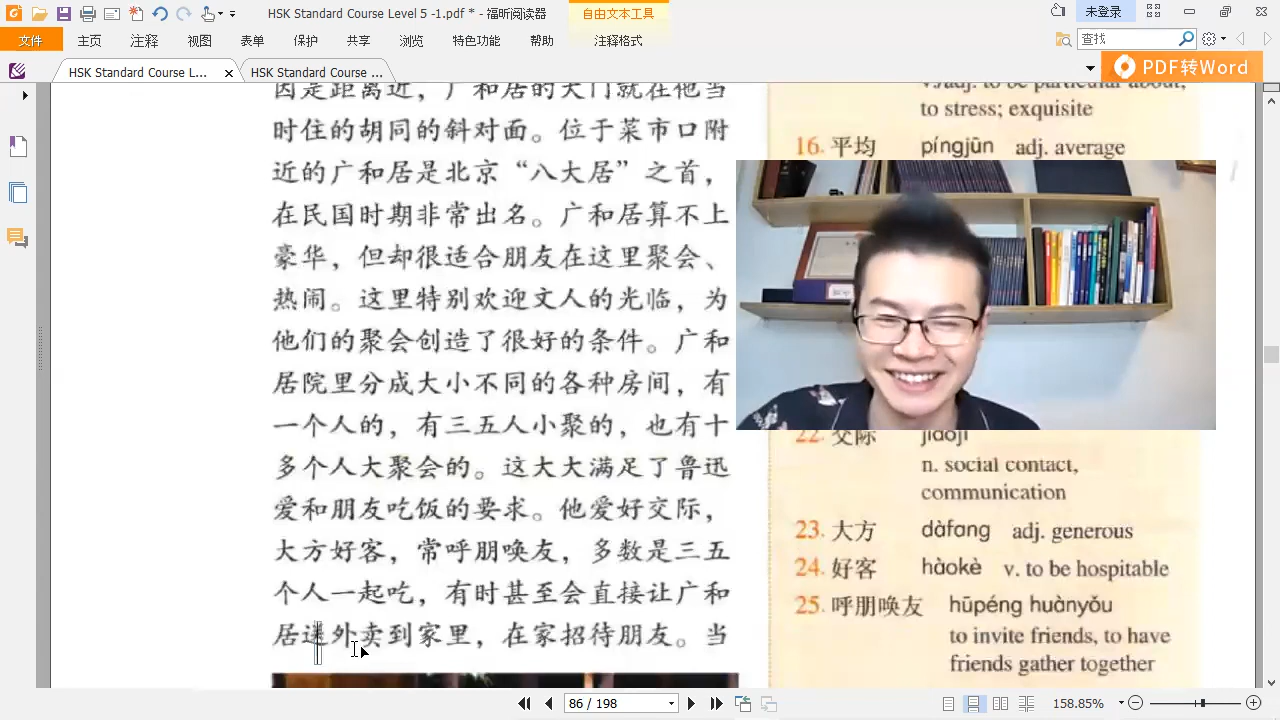 HSK Standard Course Level 5 -1.pdf * - 福昕阅读器
自由文本工具
未登录
文件 主页 注释 视图 表单 保护 共享 浏览 特色功能 帮助 注释格式
查找
HSK Standard Course L... × HSK Standard Course ...
PDF转Word
因是距离近，广和居的大门就在他当
时住的胡同的斜对面。位于菜市口附
近的广和居是北京“八大居”之首，
在民国时期非常出名。广和居算不上
豪华，但却很适合朋友在这里聚会、
热闹。这里特别欢迎文人的光临，为
他们的聚会创造了很好的条件。广和
居院里分成大小不同的各种房间，有
一个人的，有三五人小聚的，也有十
多个人大聚会的。这大大满足了鲁迅
爱和朋友吃饭的要求。他爱好交际，
大方好客，常呼朋唤友，多数是三五
个人一起吃，有时甚至会直接让广和
居送外卖到家里，在家招待朋友。当
v./adj. to be particular about;
to stress; exquisite
16. 平均 píngjūn adj. average
22. 交际 jiāojì
n. social contact,
communication
23. 大方 dàfang adj. generous
24. 好客 hàokè v. to be hospitable
25. 呼朋唤友 hūpéng huànyǒu
to invite friends, to have
friends gather together
86 / 198
158.85%